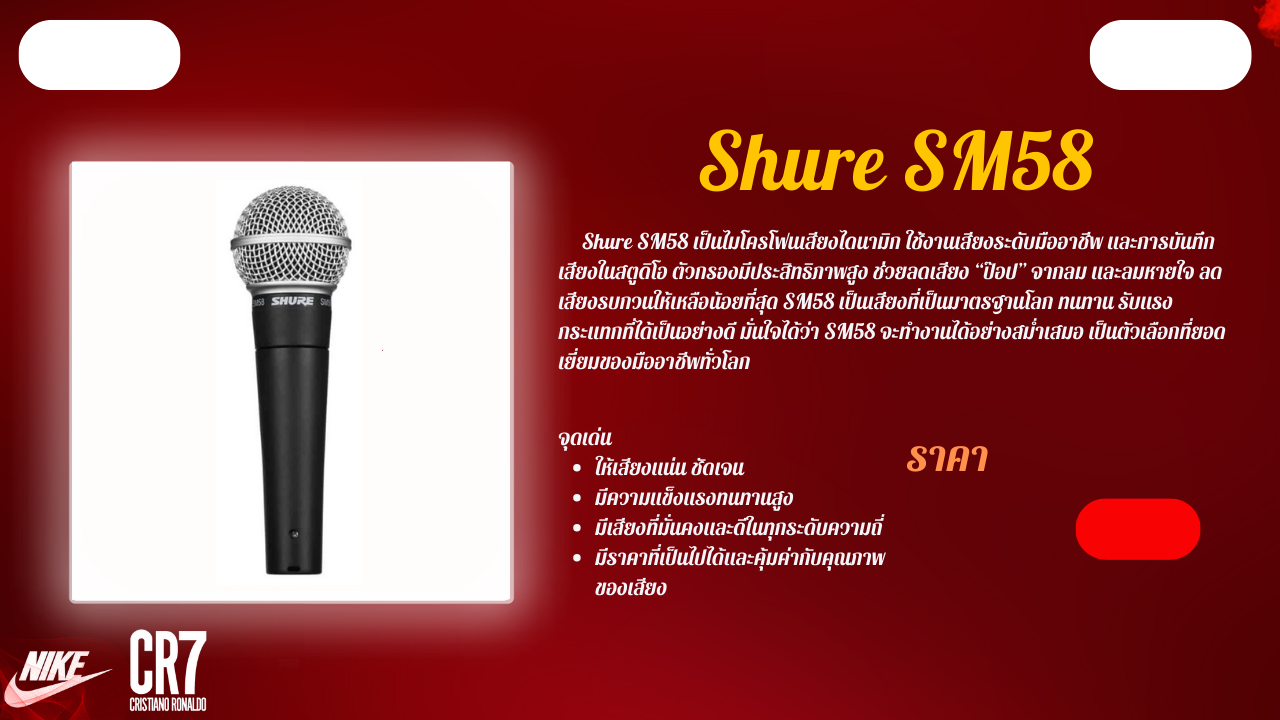 Shure SM58
Shure SM58 เป็นไมโครโฟนเสียงไดนามิก ใช้งานเสียงระดับมืออาชีพ และการบันทึก
เสียงในสตูดิโอ ตัวกรองมีประสิทธิภาพสูง ช่วยลดเสียง “ป๊อป” จากลม และลมหายใจ ลด
เสียงรบกวนให้เหลือน้อยที่สุด SM58 เป็นเสียงที่เป็นมาตรฐานโลก ทนทาน รับแรง
กระแทกที่ได้เป็นอย่างดี มั่นใจได้ว่า SM58 จะทำงานได้อย่างสม่ำเสมอ เป็นตัวเลือกที่ยอด
เยี่ยมของมืออาชีพทั่วโลก
SM58 SHURE SM
จุดเด่น
• ให้เสียงแน่น ชัดเจน
• มีความแข็งแรงทนทานสูง
• มีเสียงที่มั่นคงและดีในทุกระดับความถี่
• มีราคาที่เป็นไปได้และคุ้มค่ากับคุณภาพ
ของเสียง
ราคา
NIKE
CR7
CRISTIANO RONALDO